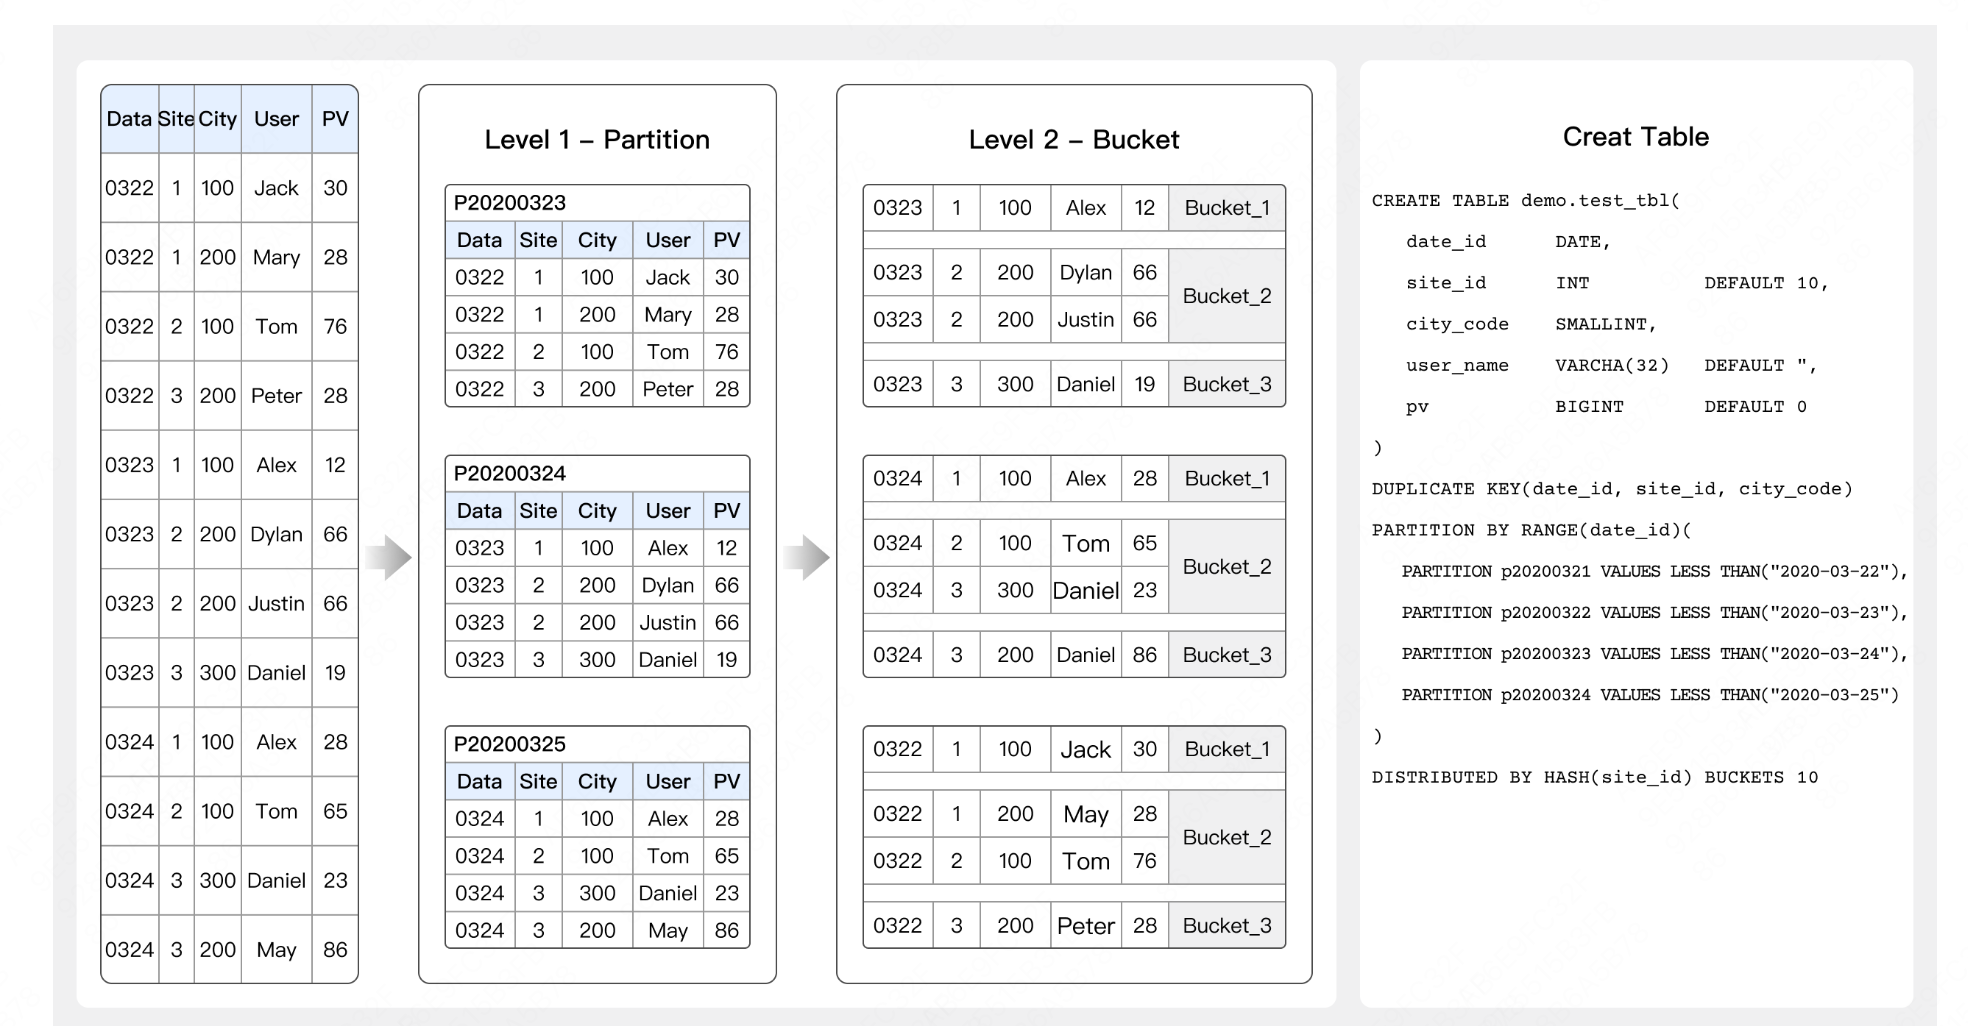 Data Site City User PV
0322 1 100 Jack 30
0322 1 200 Mary 28
0322 2 100 Tom 76
0322 3 200 Peter 28
0323 1 100 Alex 12
0323 2 200 Dylan 66
0323 2 200 Justin 66
0323 3 300 Daniel 19
0324 1 100 Alex 28
0324 2 100 Tom 65
0324 3 300 Daniel 23
0324 3 200 May 86
Level 1 – Partition
P20200323
Data Site City User PV
0322 1 100 Jack 30
0322 1 200 Mary 28
0322 2 100 Tom 76
0322 3 200 Peter 28
P20200324
Data Site City User PV
0323 1 100 Alex 12
0323 2 200 Dylan 66
0323 2 200 Justin 66
0323 3 300 Daniel 19
P20200325
Data Site City User PV
0324 1 100 Alex 28
0324 2 100 Tom 65
0324 3 300 Daniel 23
0324 3 200 May 86
Level 2 – Bucket
0323 1 100 Alex 12 Bucket_1
0323 2 200 Dylan 66
Bucket_2
0323 2 200 Justin 66
0323 3 300 Daniel 19 Bucket_3
0324 1 100 Alex 28 Bucket_1
0324 2 100 Tom 65
Bucket_2
0324 3 300 Daniel 23
0324 3 200 Daniel 86 Bucket_3
0322 1 100 Jack 30 Bucket_1
0322 1 200 May 28
Bucket_2
0322 2 100 Tom 76
0322 3 200 Peter 28 Bucket_3
Creat Table
CREATE TABLE demo.test_tbl(
date_id DATE,
site_id INT DEFAULT 10,
city_code SMALLINT,
user_name VARCHA(32) DEFAULT ",
pv BIGINT DEFAULT 0
)
DUPLICATE KEY(date_id, site_id, city_code)
PARTITION BY RANGE(date_id)(
PARTITION p20200321 VALUES LESS THAN("2020-03-22"),
PARTITION p20200322 VALUES LESS THAN("2020-03-23"),
PARTITION p20200323 VALUES LESS THAN("2020-03-24"),
PARTITION p20200324 VALUES LESS THAN("2020-03-25")
)
DISTRIBUTED BY HASH(site_id) BUCKETS 10